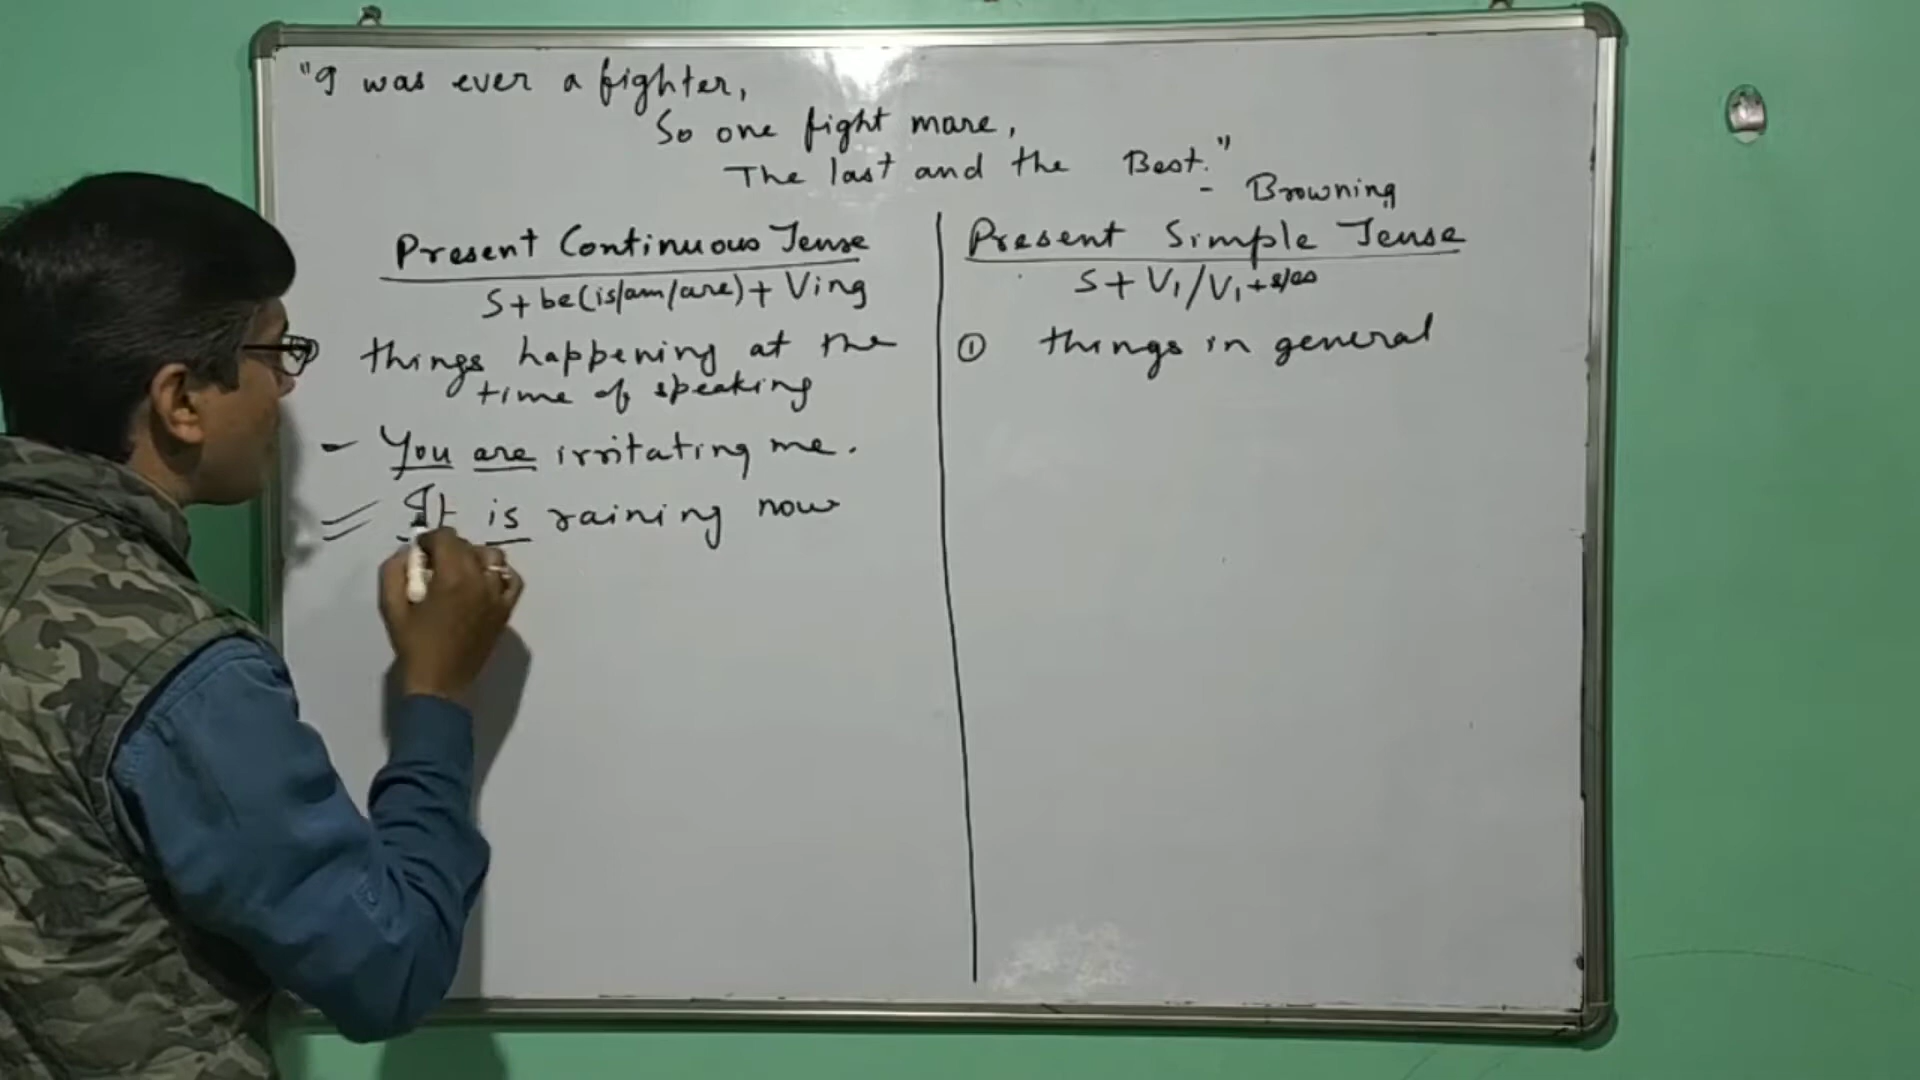 "I was ever a fighter,
So one fight more,
The last and the Best."
- Browning
Present Continuous Tense
S + be (is/am/are) + Ving
things happening at the
time of speaking
- You are irritating me.
It is raining now
Present Simple Tense
S + V1/V1 + s/es
① things in general